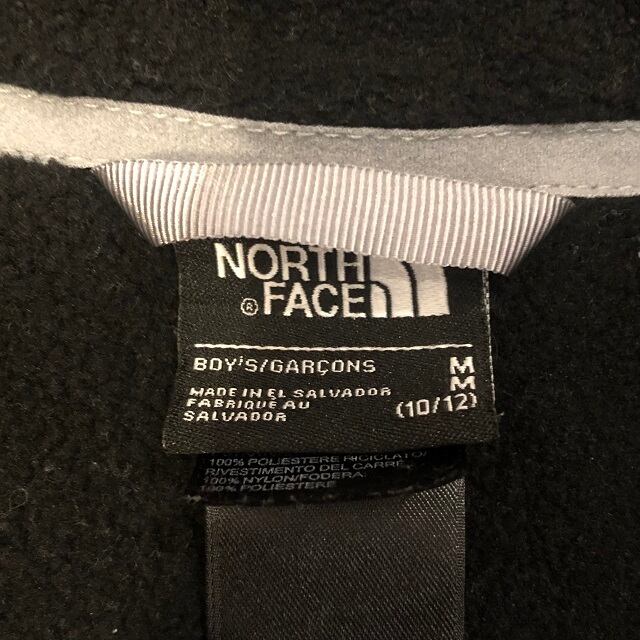 NORTH
® FACE
BOY'S/GARÇONS M
M
MADE IN EL SALVADOR
FABRIQUE AU
SALVADOR (10/12)
100% POLIESTERE RICICLATO/
RIVESTIMENTO DEL CARRE,
100% NYLON/FODERA:
100% POLIESTERE